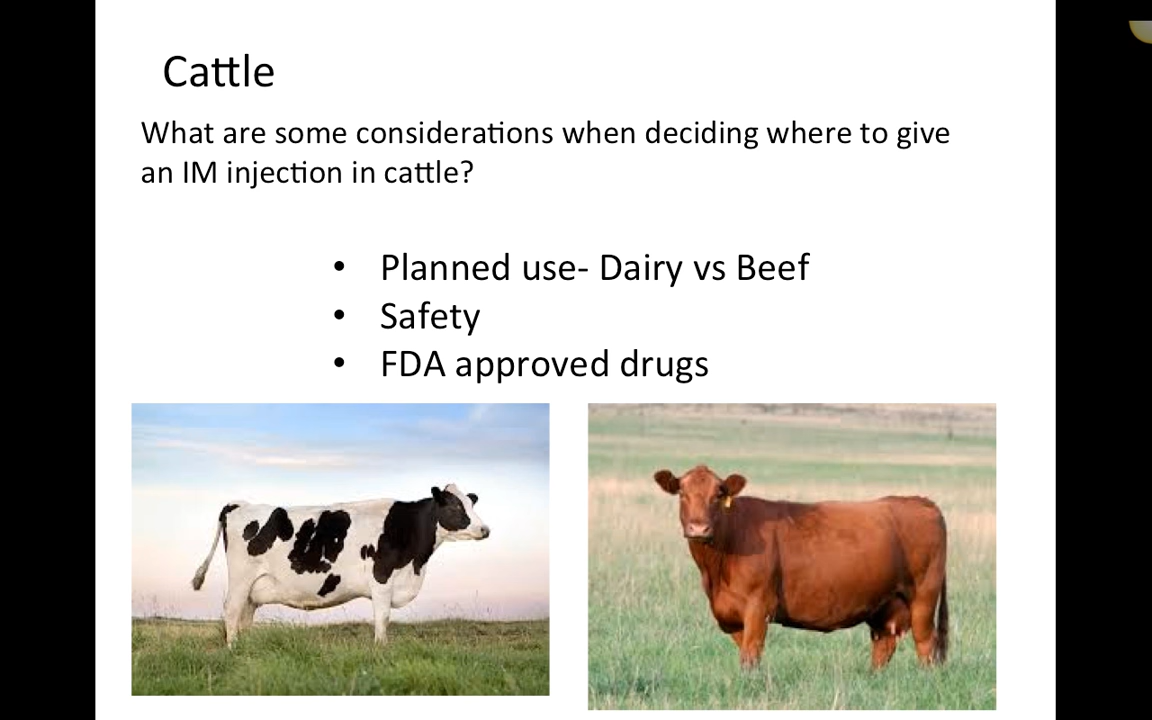 Cattle
What are some considerations when deciding where to give
an IM injection in cattle?
• Planned use- Dairy vs Beef
• Safety
• FDA approved drugs